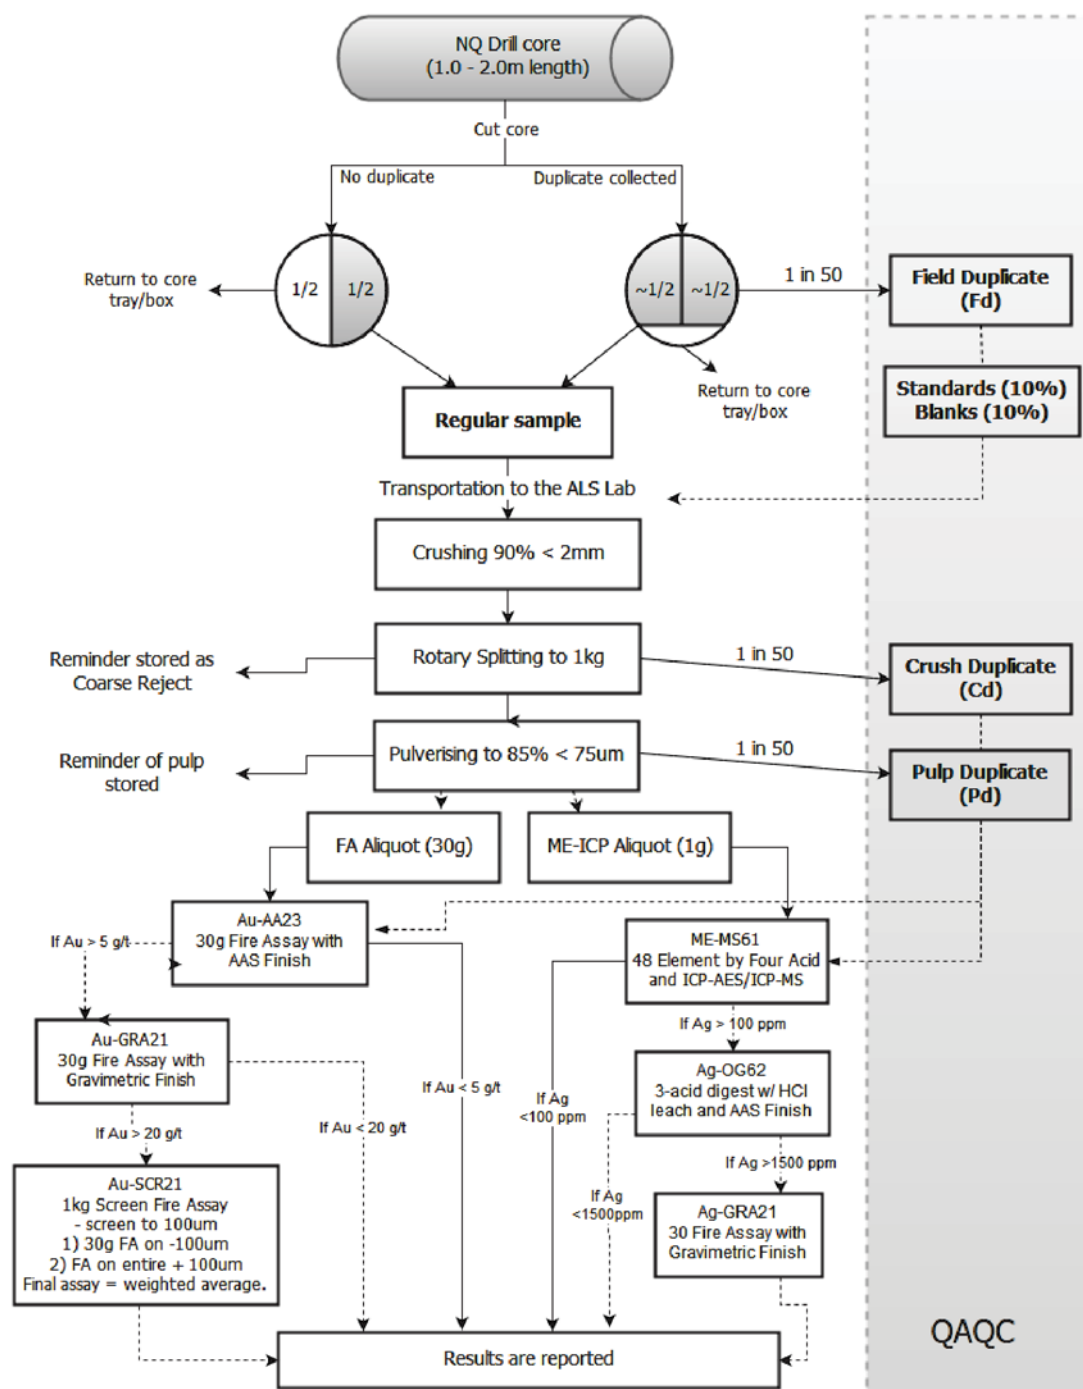 NQ Drill core
(1.0 - 2.0m length)
Cut core
No duplicate
Duplicate collected
Return to core
tray/box
1/2
1/2
~1/2
~1/2
1 in 50
Field Duplicate
(Fd)
Return to core
tray/box
Standards (10%)
Blanks (10%)
Regular sample
Transportation to the ALS Lab
Crushing 90% < 2mm
Reminder stored as
Coarse Reject
Rotary Splitting to 1kg
1 in 50
Crush Duplicate
(Cd)
Reminder of pulp
stored
Pulverising to 85% < 75um
1 in 50
Pulp Duplicate
(Pd)
FA Aliquot (30g)
ME-ICP Aliquot (1g)
If Au > 5 g/t
Au-AA23
30g Fire Assay with
AAS Finish
ME-MS61
48 Element by Four Acid
and ICP-AES/ICP-MS
If Ag > 100 ppm
Au-GRA21
30g Fire Assay with
Gravimetric Finish
If Au < 5 g/t
If Ag
<100 ppm
Ag-OG62
3-acid digest w/ HCl
leach and AAS Finish
If Au > 20 g/t
If Au < 20 g/t
If Ag >1500 ppm
Au-SCR21
1kg Screen Fire Assay
- screen to 100um
1) 30g FA on -100um
2) FA on entire + 100um
Final assay = weighted average.
If Ag
<1500ppm
Ag-GRA21
30 Fire Assay with
Gravimetric Finish
Results are reported
QAQC